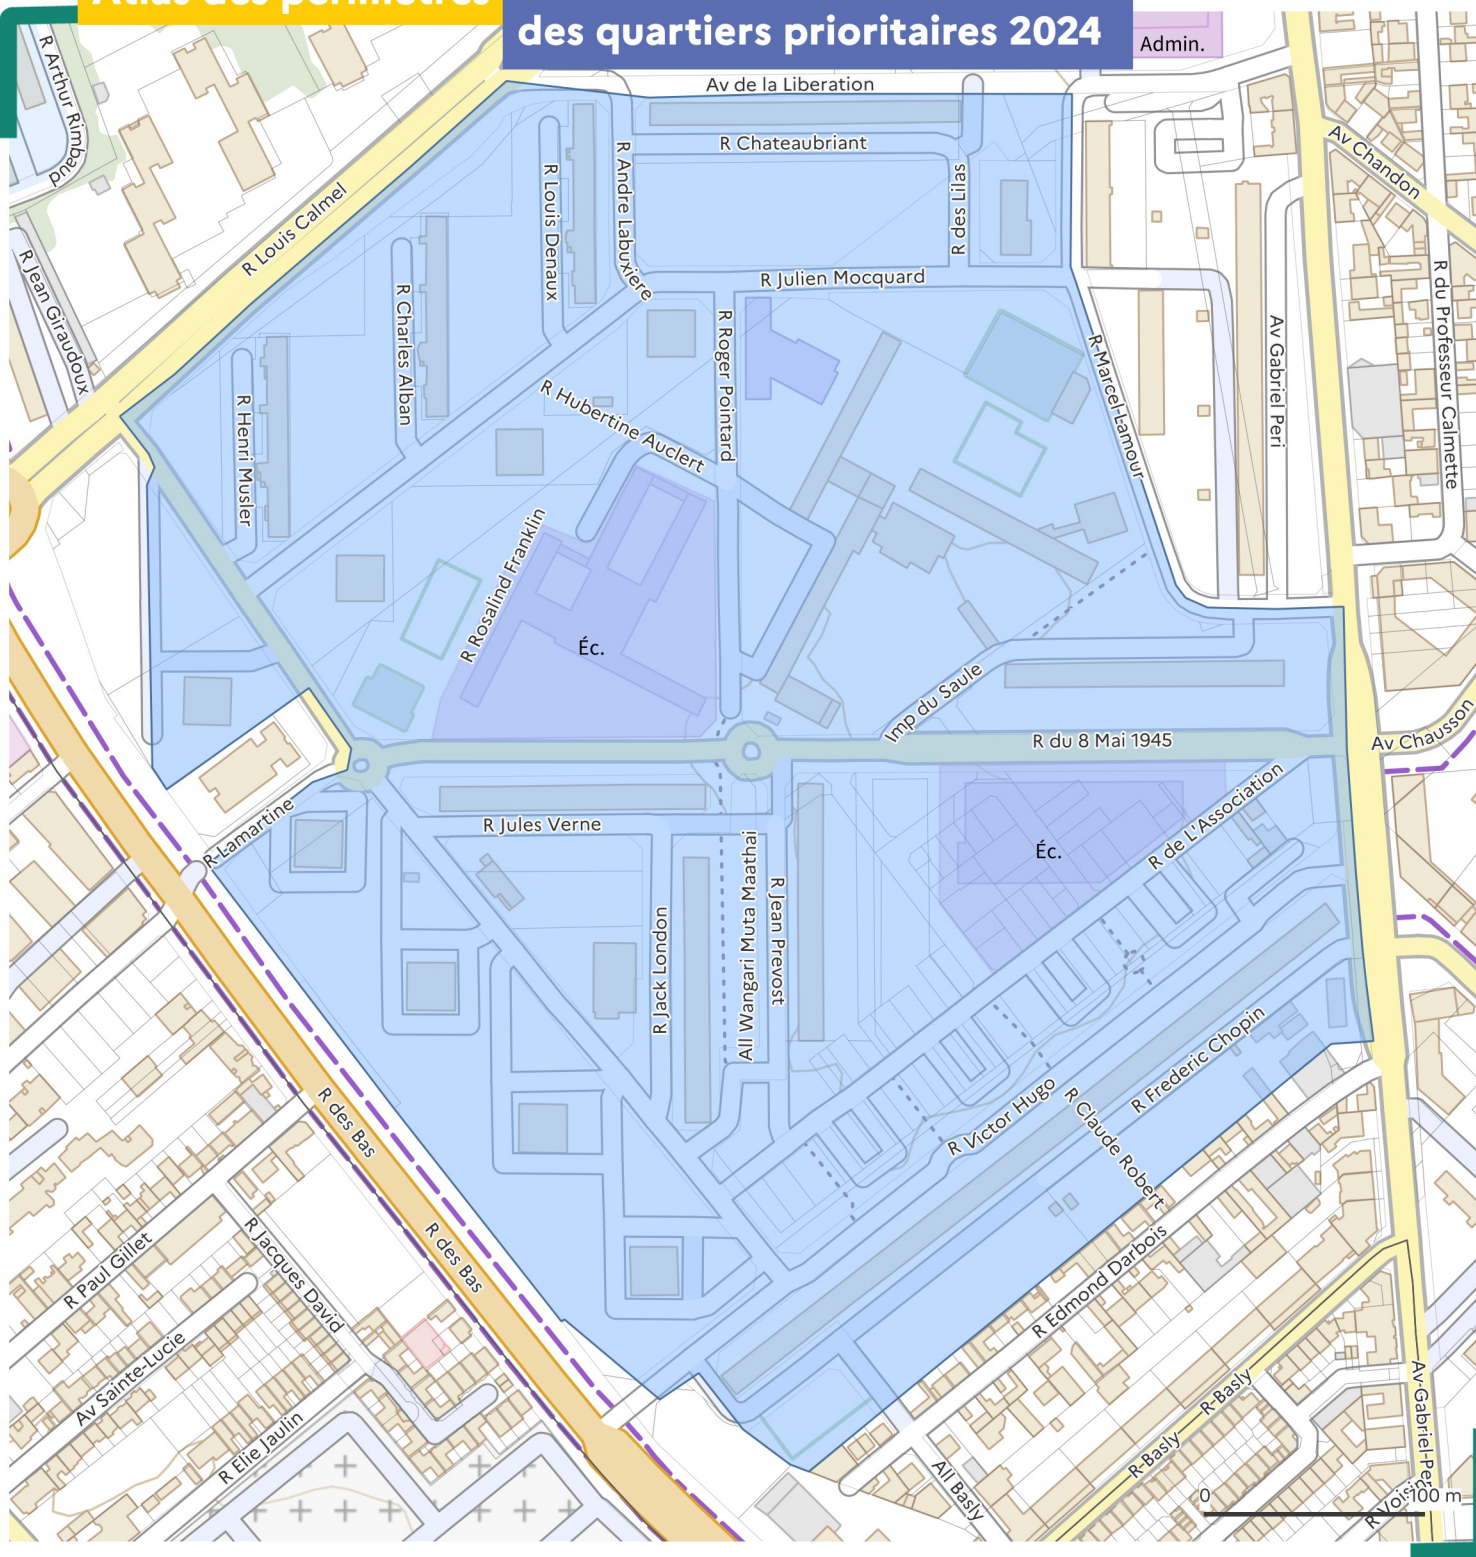 Atlas des périmètres
des quartiers prioritaires 2024
Admin.
R Arthur Rimbaud
Av de la Liberation
R Chateaubriant
Av Chandon
R Louis Calmel
R Louis Denaux
R Andre Labuxiere
R des Lilas
R Jean Giraudoux
R Charles Alban
R Julien Mocquard
R du Professeur Calmette
R Henri Musler
R Hubertine Auclert
R Roger Pointard
R Marcel Lamour
Av Gabriel Peri
R Rosalind Franklin
Éc.
Imp du Saule
R du 8 Mai 1945
Av Chausson
R Lamartine
R Jules Verne
All Wangari Muta Maathai
R Jean Prevost
R Jack London
Éc.
R de L'Association
R Frederic Chopin
R Victor Hugo
R Claude Robert
R des Bas
R des Bas
R Paul Gillet
R Jacques David
Av Sainte-Lucie
R Elie Jaulin
R Edmond Darbois
R-Basly
R-Basly
All Basly
Av-Gabriel-Per
R Voisin
0
100 m